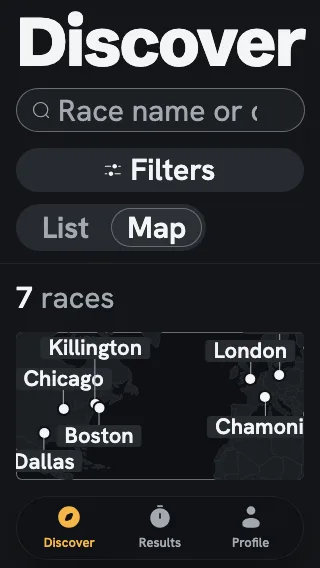 Discover
Race name or c
Filters
List Map
7 races
Killington
London
Chicago
Chamoni
Boston
Dallas
Discover Results Profile